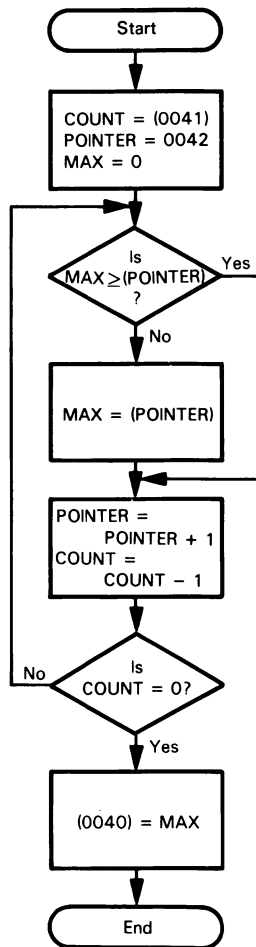 Start
COUNT = (0041)
POINTER = 0042
MAX = 0
Is
MAX ≥ (POINTER)
?
Yes
No
MAX = (POINTER)
POINTER =
POINTER + 1
COUNT =
COUNT - 1
Is
COUNT = 0?
No
Yes
(0040) = MAX
End